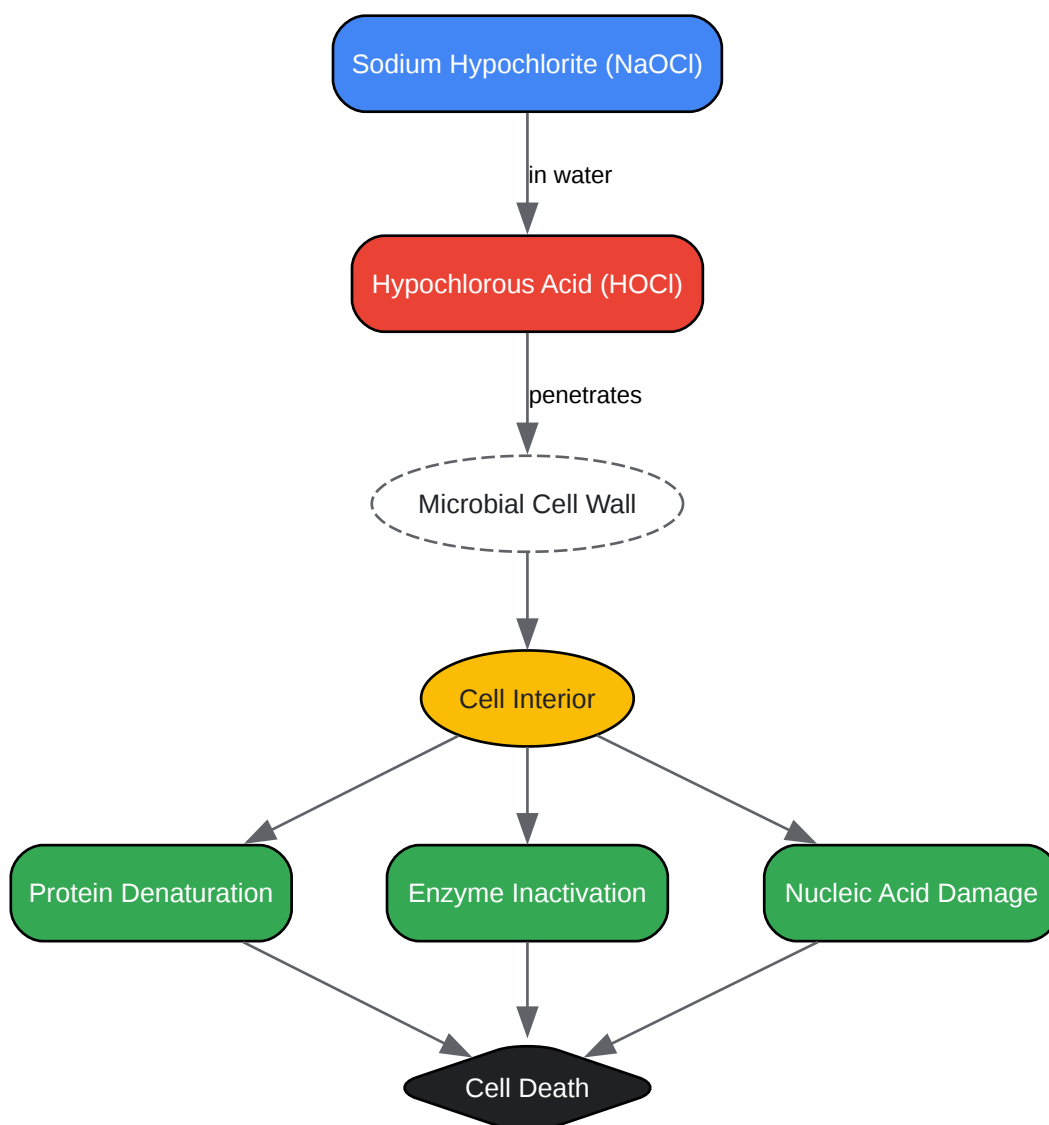 Sodium Hypochlorite (NaOCl)
in water
Hypochlorous Acid (HOCl)
penetrates
Microbial Cell Wall
Cell Interior
Protein Denaturation
Enzyme Inactivation
Nucleic Acid Damage
Cell Death